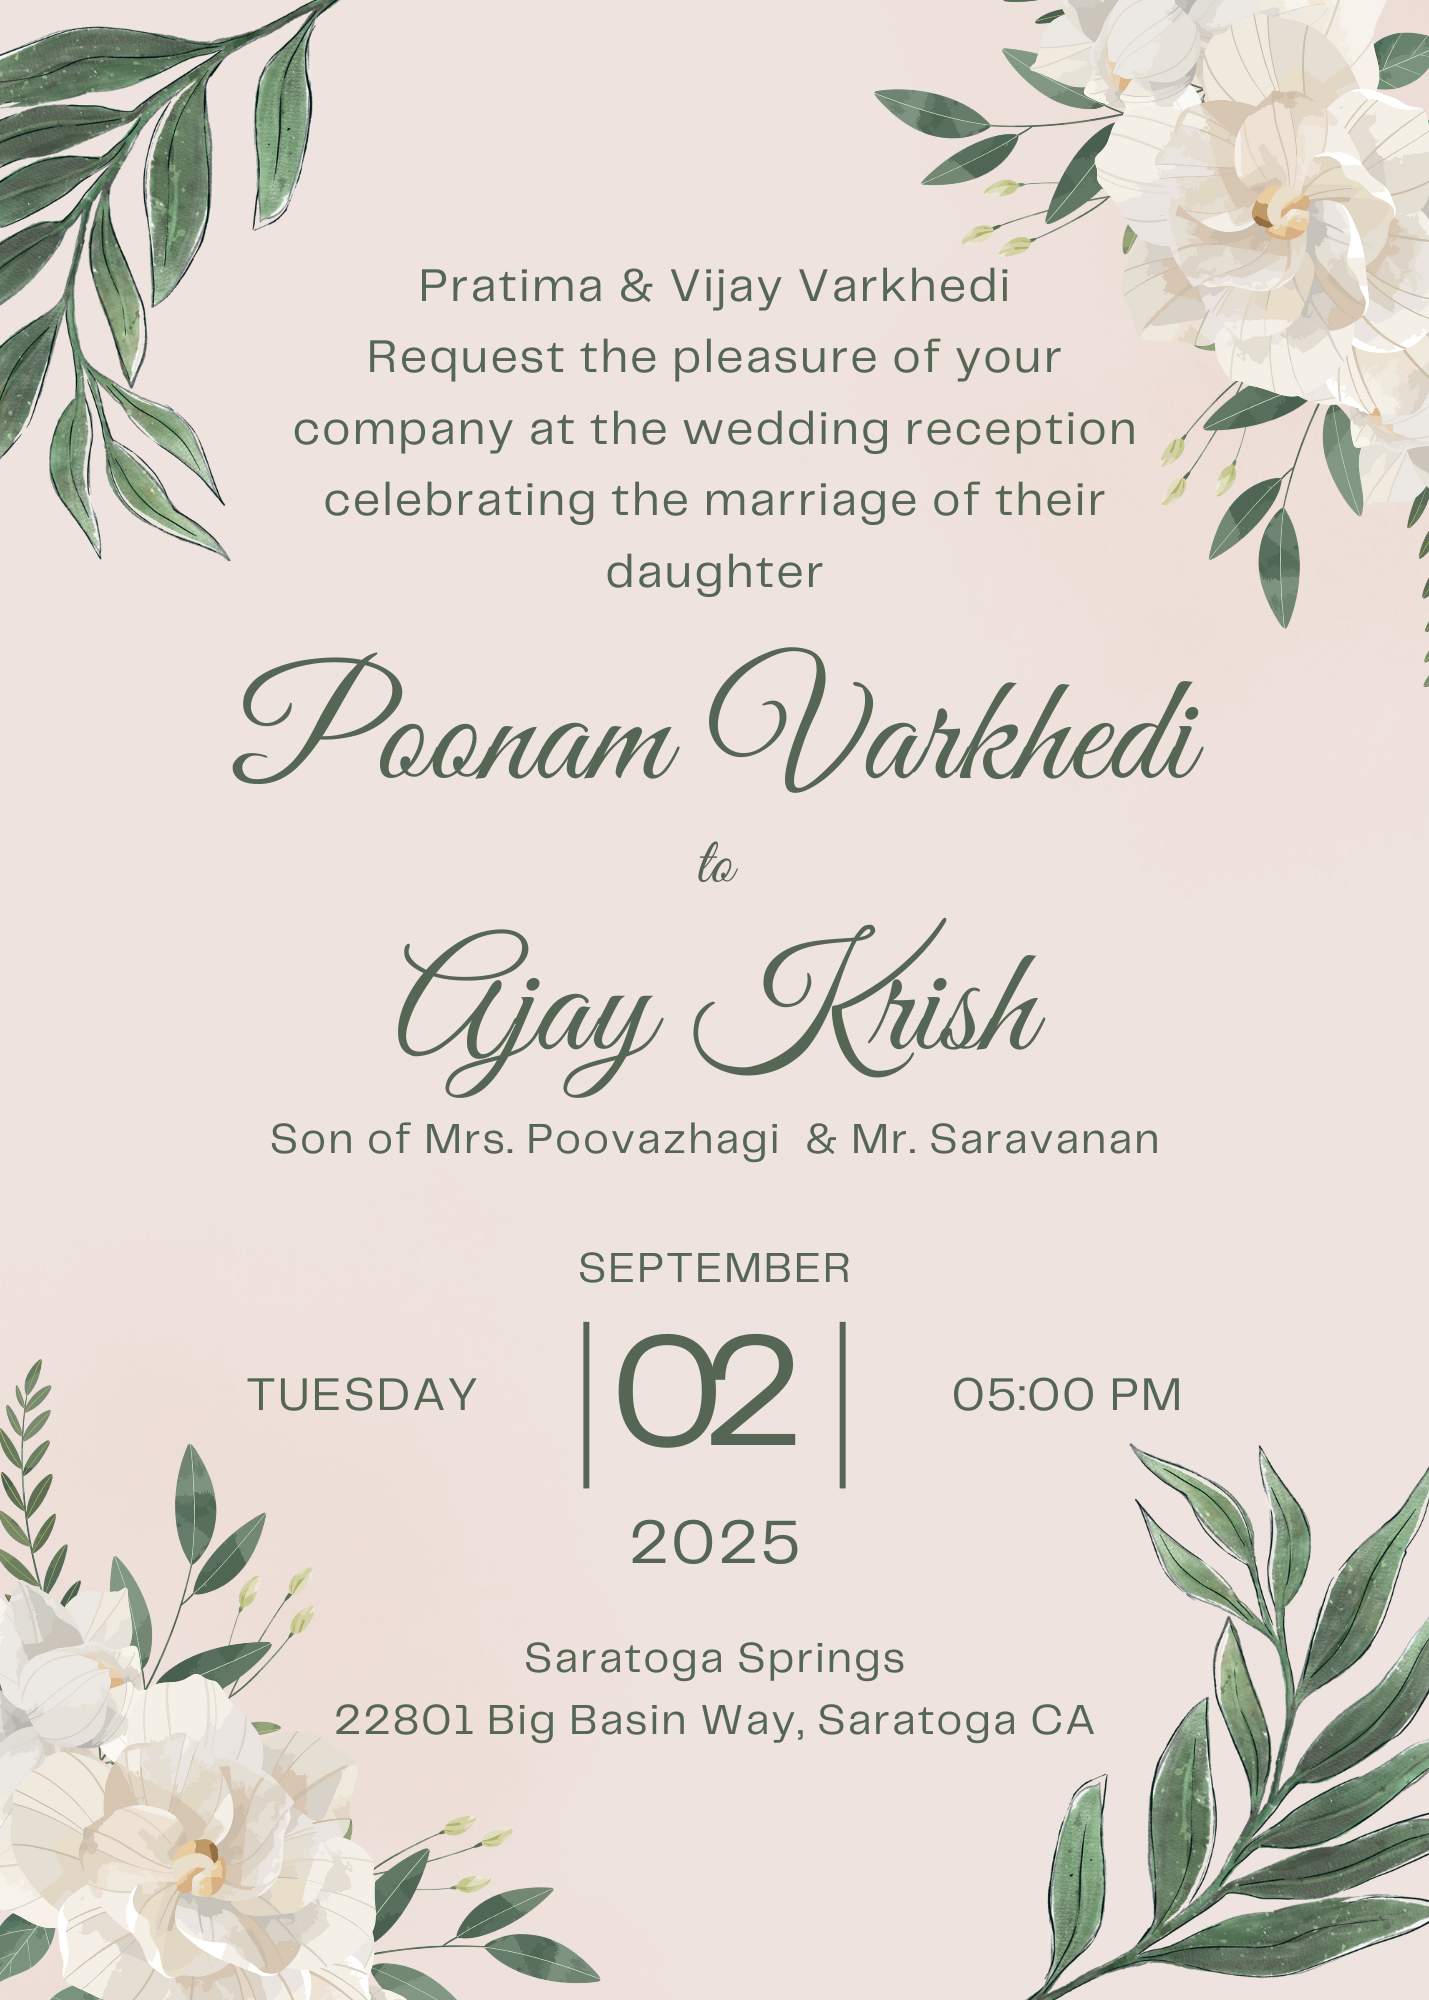 Pratima & Vijay Varkhedi
Request the pleasure of your
company at the wedding reception
celebrating the marriage of their
daughter
Poonam Varkhedi
to
Ajay Krish
Son of Mrs. Poovazhagi & Mr. Saravanan
SEPTEMBER
TUESDAY 02 05:00 PM
2025
Saratoga Springs
22801 Big Basin Way, Saratoga CA